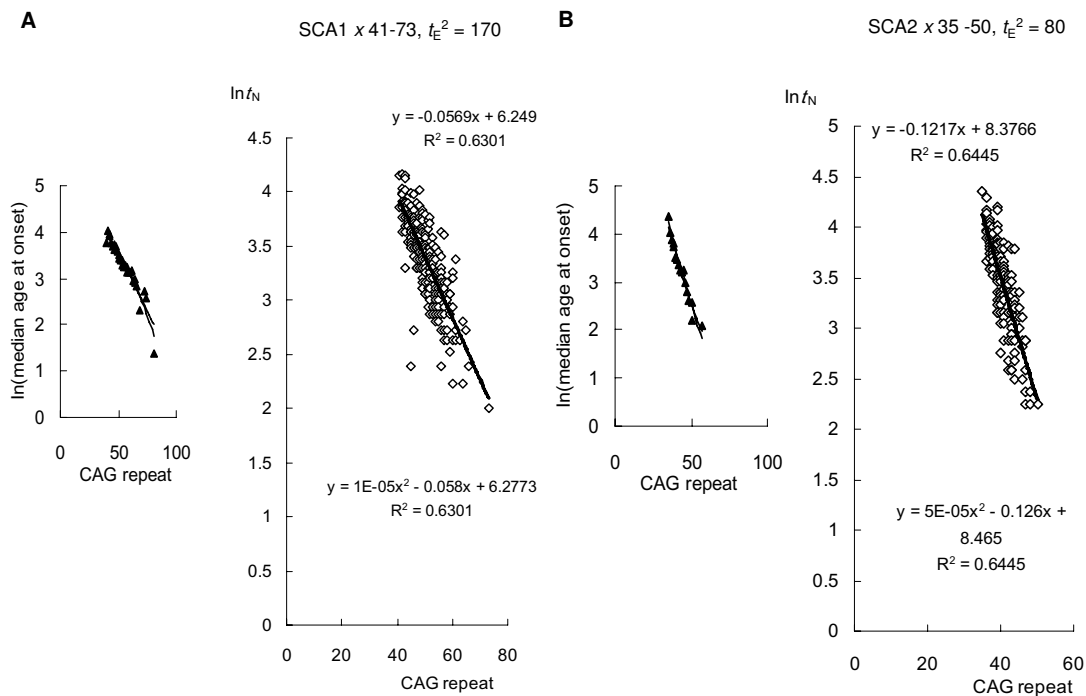 A
SCA1 x 41-73, tE² = 170
ln(median age at onset)
5
4
3
2
1
0
0 50 100
CAG repeat
ln tN
y = -0.0569x + 6.249
R² = 0.6301
4.5
4
3.5
3
2.5
2
1.5
1
0.5
0
y = 1E-05x² - 0.058x + 6.2773
R² = 0.6301
0 20 40 60 80
CAG repeat
B
SCA2 x 35 -50, tE² = 80
ln(median age at onset)
5
4
3
2
1
0
0 50 100
CAG repeat
ln tN
y = -0.1217x + 8.3766
R² = 0.6445
5
4.5
4
3.5
3
2.5
2
1.5
1
0.5
0
y = 5E-05x² - 0.126x +
8.465
R² = 0.6445
0 20 40 60
CAG repeat